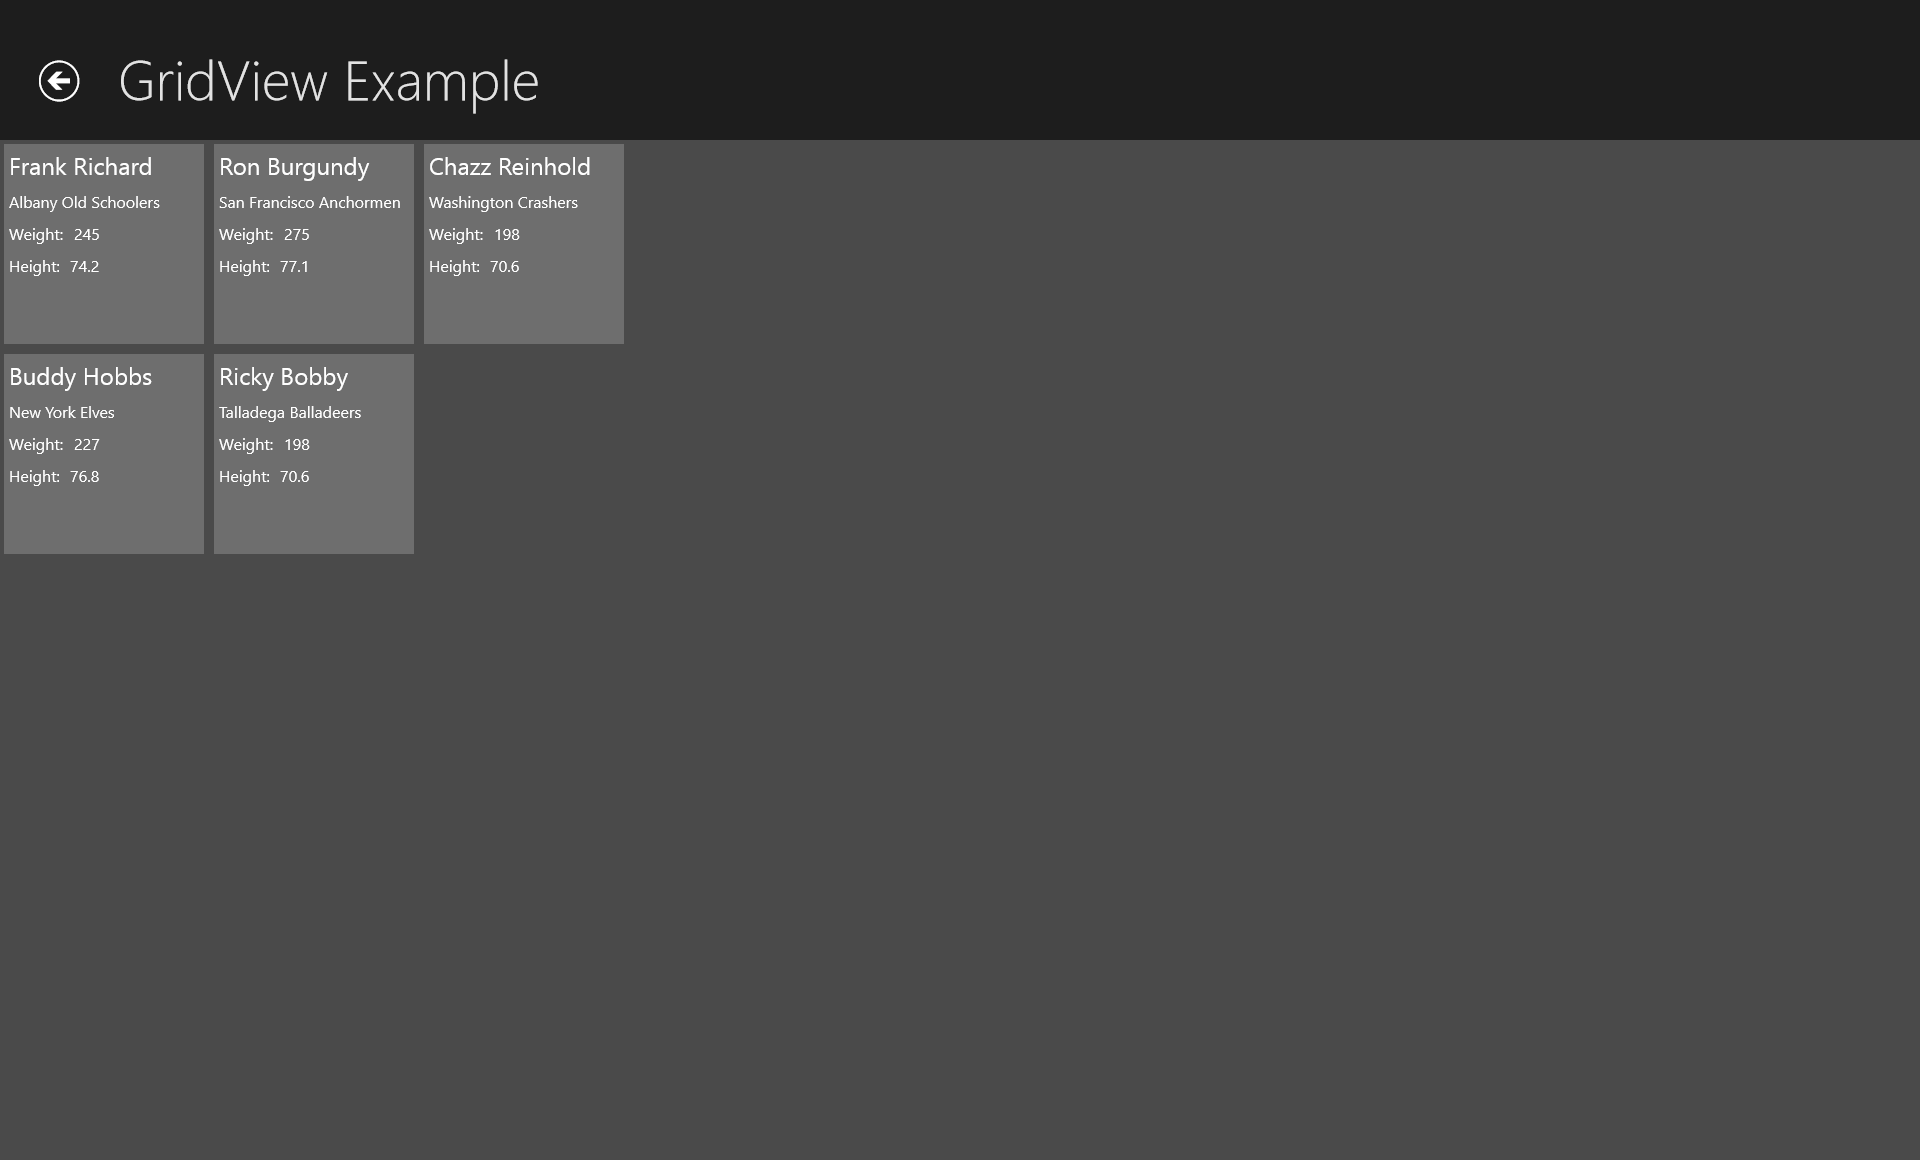 GridView Example
Frank Richard
Albany Old Schoolers
Weight: 245
Height: 74.2
Ron Burgundy
San Francisco Anchormen
Weight: 275
Height: 77.1
Chazz Reinhold
Washington Crashers
Weight: 198
Height: 70.6
Buddy Hobbs
New York Elves
Weight: 227
Height: 76.8
Ricky Bobby
Talladega Balladeers
Weight: 198
Height: 70.6